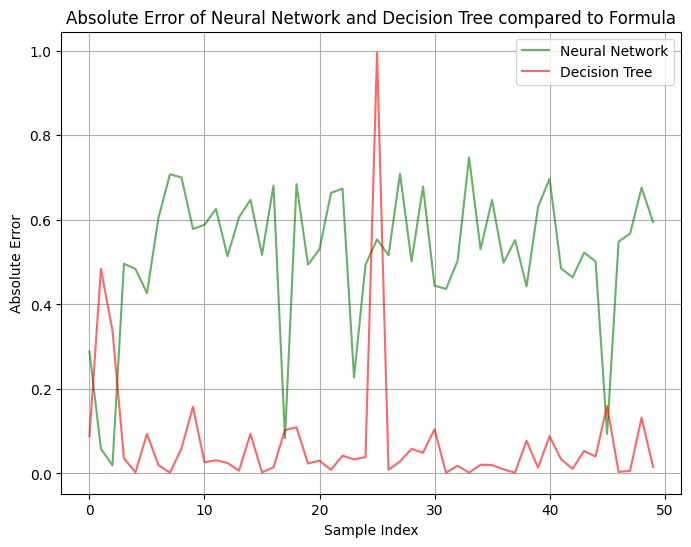 Absolute Error of Neural Network and Decision Tree compared to Formula
Neural Network
Decision Tree
Absolute Error
1.0
0.8
0.6
0.4
0.2
0.0
0 10 20 30 40 50
Sample Index